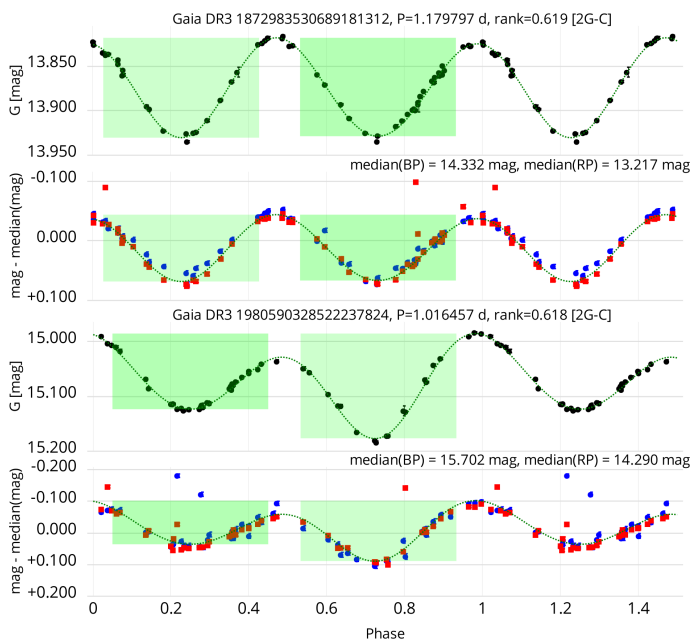 Gaia DR3 1872983530689181312, P=1.179797 d, rank=0.619 [2G-C]
G [mag]
13.850
13.900
13.950
median(BP) = 14.332 mag, median(RP) = 13.217 mag
mag - median(mag)
-0.100
0.000
+0.100
Gaia DR3 1980590328522237824, P=1.016457 d, rank=0.618 [2G-C]
G [mag]
15.000
15.100
15.200
median(BP) = 15.702 mag, median(RP) = 14.290 mag
mag - median(mag)
-0.200
-0.100
0.000
+0.100
+0.200
0 0.2 0.4 0.6 0.8 1 1.2 1.4
Phase